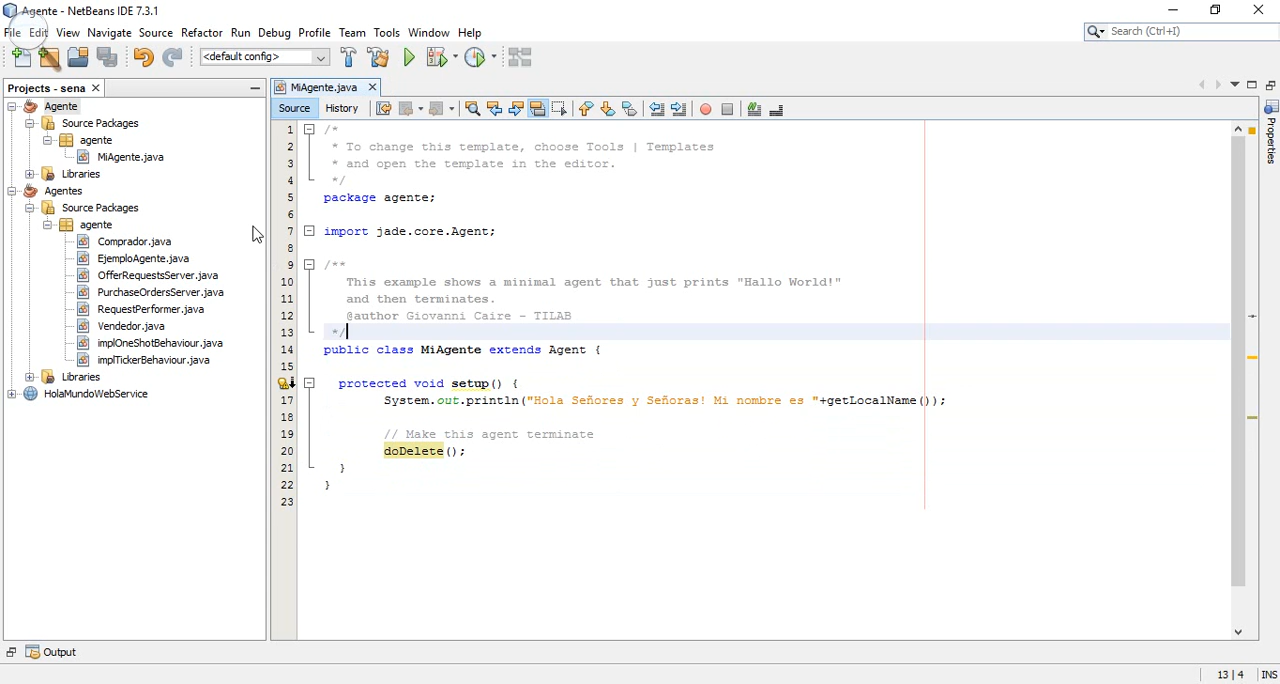 Agente - NetBeans IDE 7.3.1
File Edit View Navigate Source Refactor Run Debug Profile Team Tools Window Help
Search (Ctrl+I)
<default config>
Projects - sena
MiAgente.java
Source History
Agente
Source Packages
agente
MiAgente.java
Libraries
Agentes
Source Packages
agente
Comprador.java
EjemploAgente.java
OfferRequestsServer.java
PurchaseOrdersServer.java
RequestPerformer.java
Vendedor.java
implOneShotBehaviour.java
implTickerBehaviour.java
Libraries
HolaMundoWebService
1 /*
2 * To change this template, choose Tools | Templates
3 * and open the template in the editor.
4 */
5 package agente;
6
7 import jade.core.Agent;
8
9 /**
10 This example shows a minimal agent that just prints "Hallo World!"
11 and then terminates.
12 @author Giovanni Caire - TILAB
13 */
14 public class MiAgente extends Agent {
15
protected void setup() {
17 System.out.println("Hola Señores y Señoras! Mi nombre es "+getLocalName());
18
19 // Make this agent terminate
20 doDelete();
21 }
22 }
23
Properties
Output
13 | 4 INS